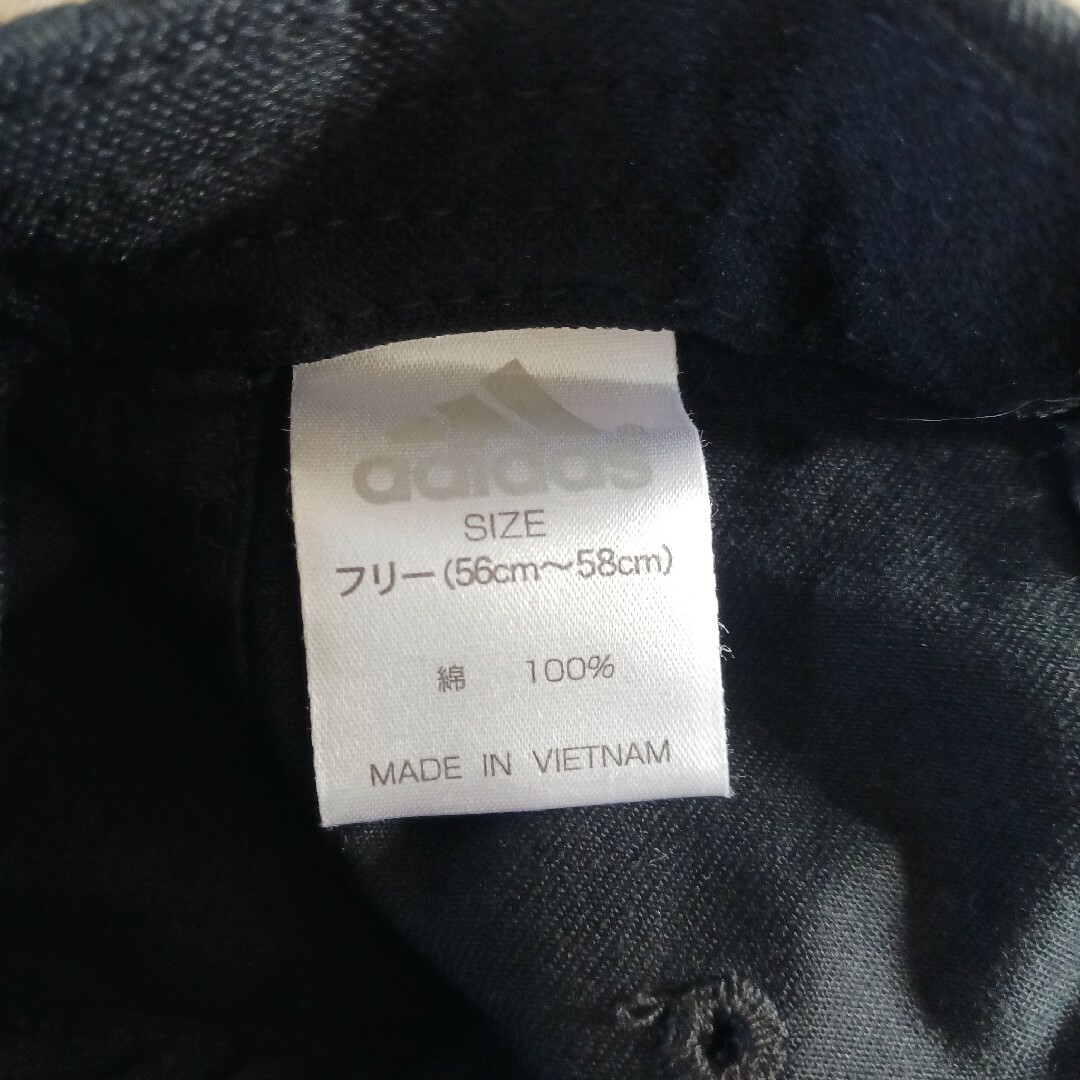 adidas®
SIZE
フリー(56cm〜58cm)
綿 100%
MADE IN VIETNAM